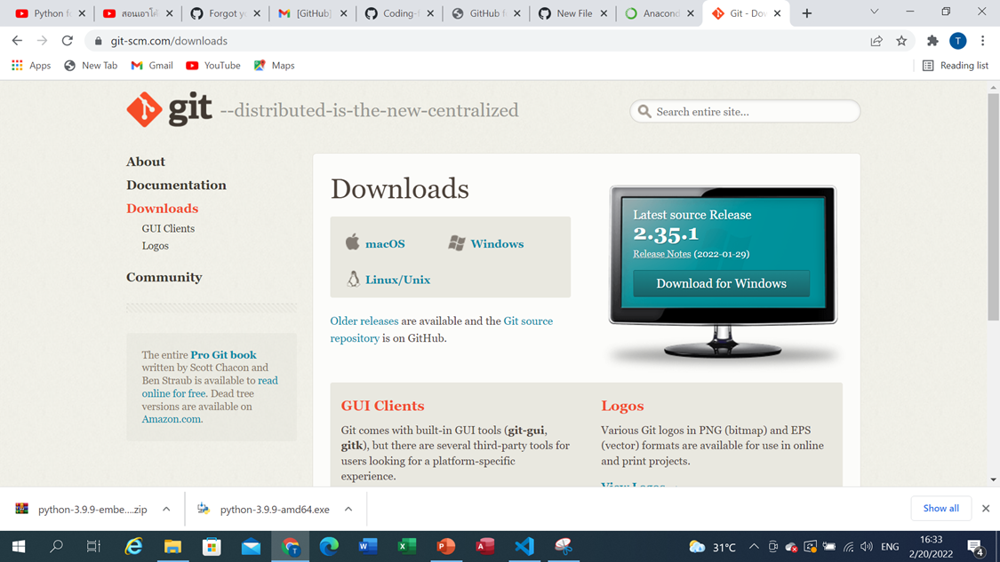 Python f
สอนเอาโค้
Forgot y
[GitHub]
Coding-
GitHub f
New File
Anacond
Git - Dow
git-scm.com/downloads
T
Apps
New Tab
Gmail
YouTube
Maps
Reading list
git --distributed-is-the-new-centralized
Search entire site...
About
Documentation
Downloads
GUI Clients
Logos
Community
The entire Pro Git book
written by Scott Chacon and
Ben Straub is available to read
online for free. Dead tree
versions are available on
Amazon.com.
Downloads
macOS
Windows
Linux/Unix
Older releases are available and the Git source
repository is on GitHub.
Latest source Release
2.35.1
Release Notes (2022-01-29)
Download for Windows
GUI Clients
Git comes with built-in GUI tools (git-gui,
gitk), but there are several third-party tools for
users looking for a platform-specific
experience.
Logos
Various Git logos in PNG (bitmap) and EPS
(vector) formats are available for use in online
and print projects.
View Logos →
python-3.9.9-embe....zip
python-3.9.9-amd64.exe
Show all
31°C
ENG
16:33
2/20/2022
4